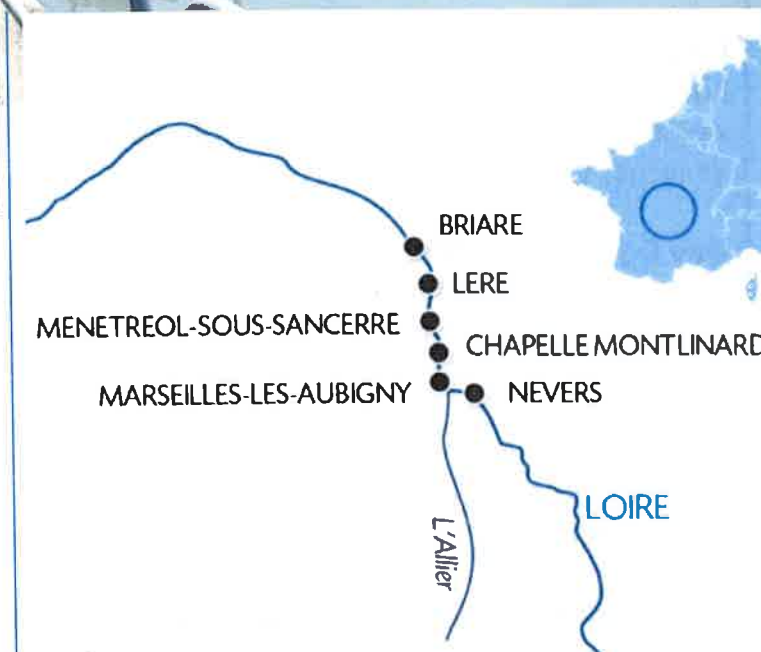 BRIARE
LERE
MENETREOL-SOUS-SANCERRE
CHAPELLE MONTLINARD
MARSEILLES-LES-AUBIGNY
NEVERS
LOIRE
L'Allier